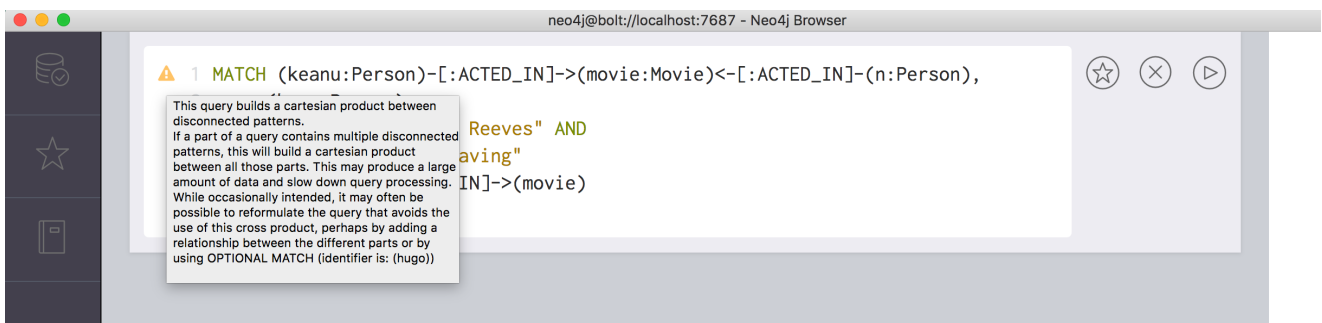 neo4j@bolt://localhost:7687 - Neo4j Browser
1 MATCH (keanu:Person)-[:ACTED_IN]->(movie:Movie)<-[:ACTED_IN]-(n:Person),
This query builds a cartesian product between
disconnected patterns.
If a part of a query contains multiple disconnected
patterns, this will build a cartesian product
between all those parts. This may produce a large
amount of data and slow down query processing.
While occasionally intended, it may often be
possible to reformulate the query that avoids the
use of this cross product, perhaps by adding a
relationship between the different parts or by
using OPTIONAL MATCH (identifier is: (hugo))
Reeves" AND
aving"
IN]->(movie)